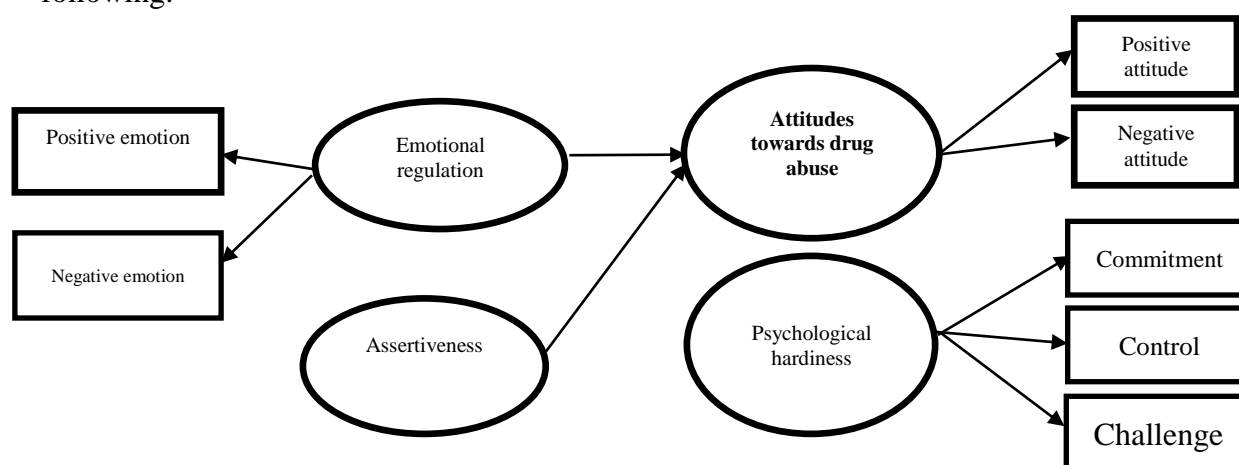 following:
Positive
attitude
Positive emotion
Emotional
regulation
Attitudes
towards drug
abuse
Negative
attitude
Negative emotion
Commitment
Assertiveness
Psychological
hardiness
Control
Challenge